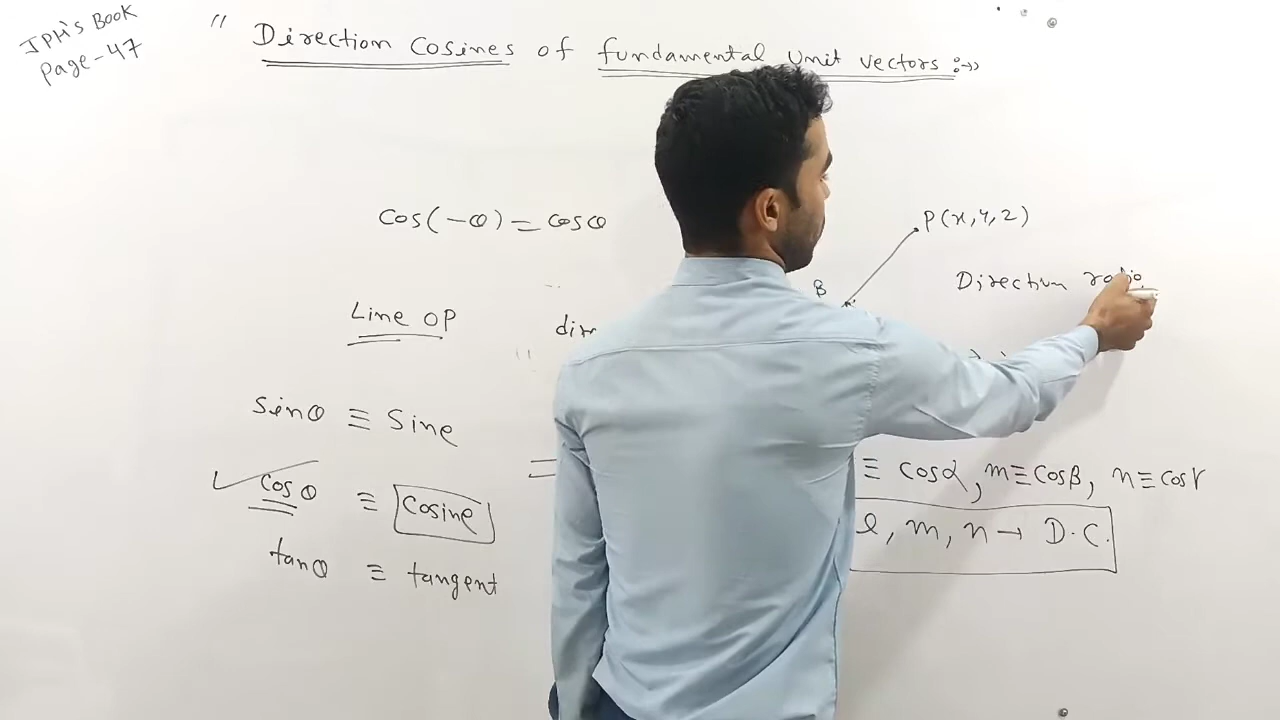 JPH's Book
Page-47
" Direction Cosines of fundamental Unit vectors :→»
Cos(-θ) = Cosθ
P(x, y, z)
B
Direction
Line OP
Sinθ ≡ Sine
Cosθ ≡ Cosine
tanθ ≡ tangent
≡ Cosα, m≡Cosβ, n≡Cosγ
l, m, n → D.C.